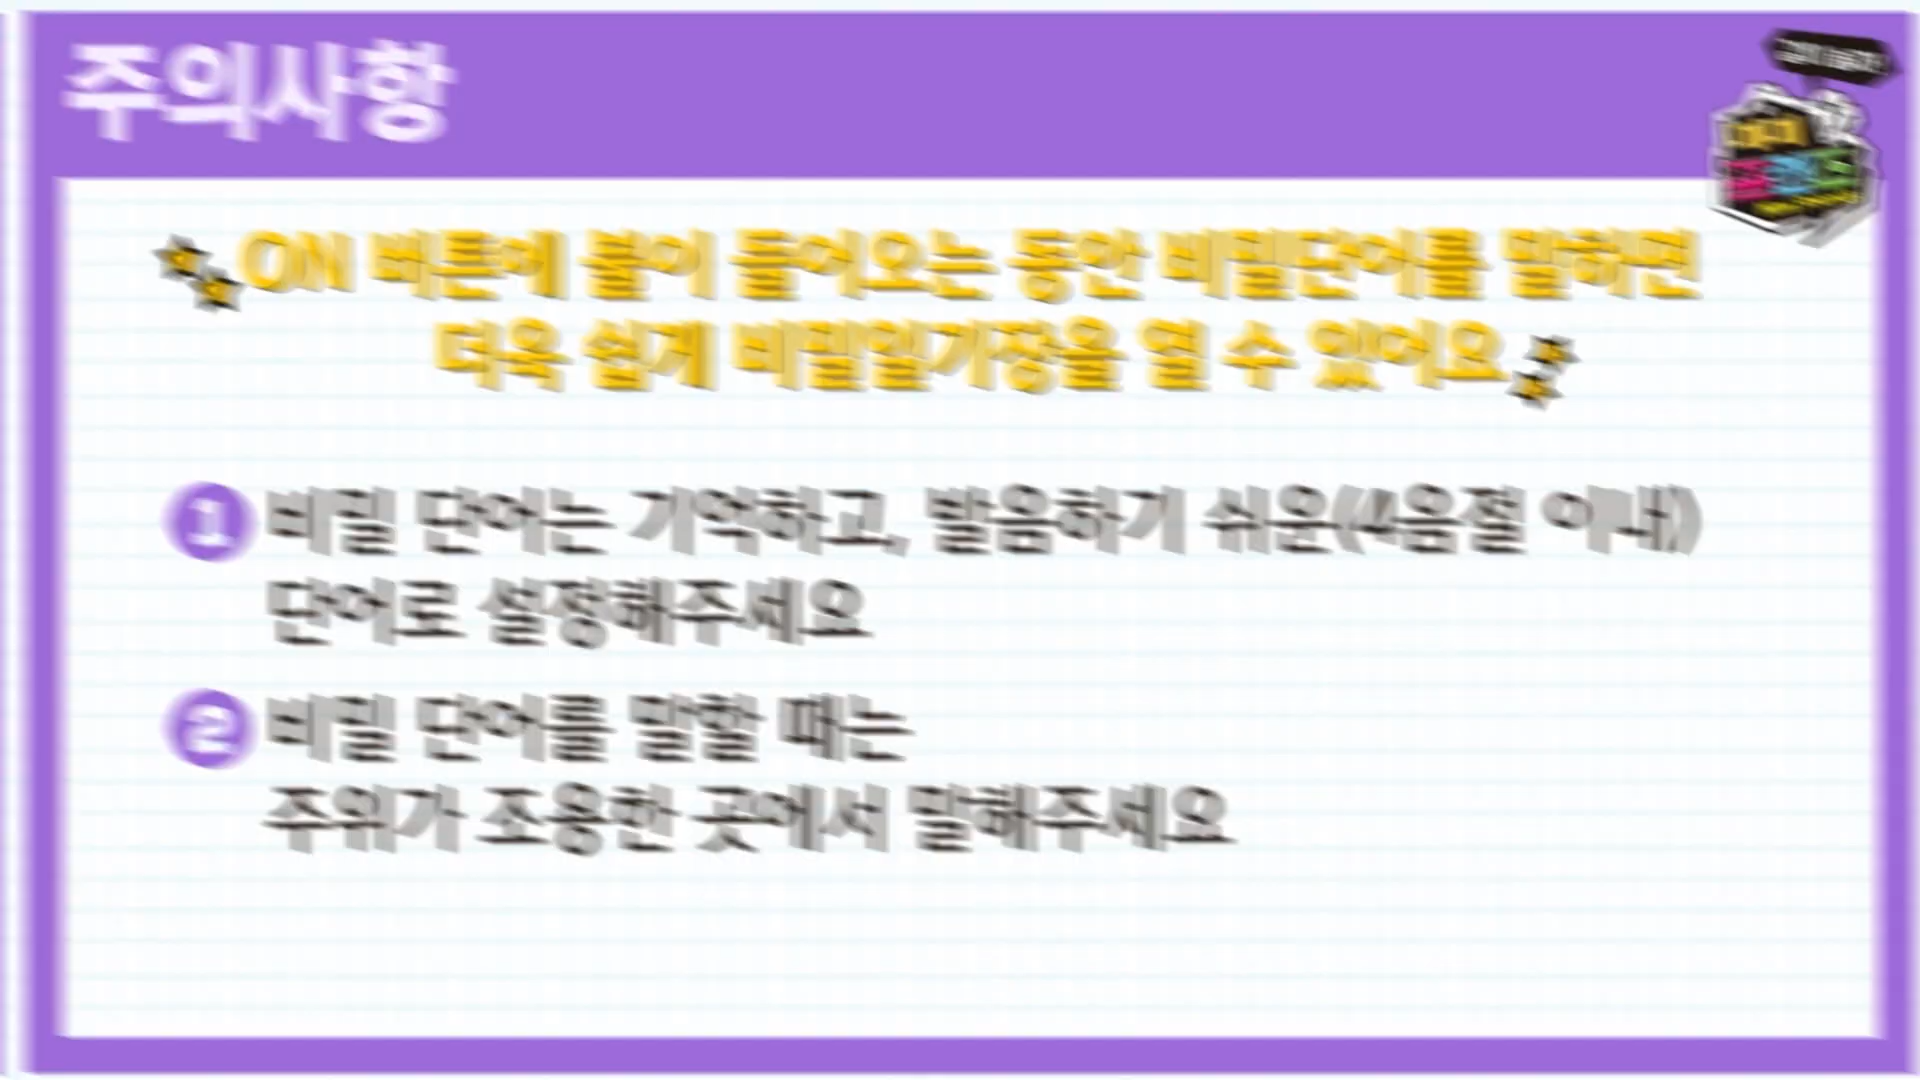 주의사항
ON 버튼에 불이 들어오는 동안 비밀단어를 말하면
더욱 쉽게 비밀일기장을 열 수 있어요
1 비밀 단어는 기억하고, 발음하기 쉬운(4음절 이내)
단어로 설정해주세요
2 비밀 단어를 말할 때는
주위가 조용한 곳에서 말해주세요